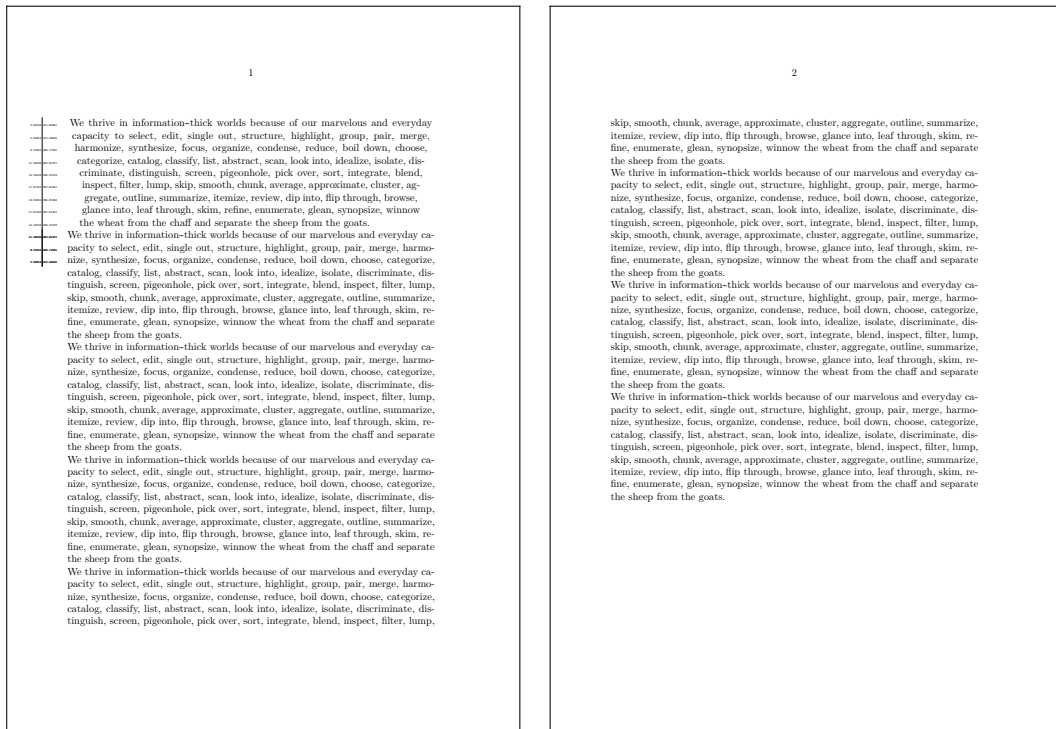 1
We thrive in information–thick worlds because of our marvelous and everyday
capacity to select, edit, single out, structure, highlight, group, pair, merge,
harmonize, synthesize, focus, organize, condense, reduce, boil down, choose,
categorize, catalog, classify, list, abstract, scan, look into, idealize, isolate, dis-
criminate, distinguish, screen, pigeonhole, pick over, sort, integrate, blend,
inspect, filter, lump, skip, smooth, chunk, average, approximate, cluster, ag-
gregate, outline, summarize, itemize, review, dip into, flip through, browse,
glance into, leaf through, skim, refine, enumerate, glean, synopsize, winnow
the wheat from the chaff and separate the sheep from the goats.
We thrive in information–thick worlds because of our marvelous and everyday ca-
pacity to select, edit, single out, structure, highlight, group, pair, merge, harmo-
nize, synthesize, focus, organize, condense, reduce, boil down, choose, categorize,
catalog, classify, list, abstract, scan, look into, idealize, isolate, discriminate, dis-
tinguish, screen, pigeonhole, pick over, sort, integrate, blend, inspect, filter, lump,
skip, smooth, chunk, average, approximate, cluster, aggregate, outline, summarize,
itemize, review, dip into, flip through, browse, glance into, leaf through, skim, re-
fine, enumerate, glean, synopsize, winnow the wheat from the chaff and separate
the sheep from the goats.
We thrive in information–thick worlds because of our marvelous and everyday ca-
pacity to select, edit, single out, structure, highlight, group, pair, merge, harmo-
nize, synthesize, focus, organize, condense, reduce, boil down, choose, categorize,
catalog, classify, list, abstract, scan, look into, idealize, isolate, discriminate, dis-
tinguish, screen, pigeonhole, pick over, sort, integrate, blend, inspect, filter, lump,
skip, smooth, chunk, average, approximate, cluster, aggregate, outline, summarize,
itemize, review, dip into, flip through, browse, glance into, leaf through, skim, re-
fine, enumerate, glean, synopsize, winnow the wheat from the chaff and separate
the sheep from the goats.
We thrive in information–thick worlds because of our marvelous and everyday ca-
pacity to select, edit, single out, structure, highlight, group, pair, merge, harmo-
nize, synthesize, focus, organize, condense, reduce, boil down, choose, categorize,
catalog, classify, list, abstract, scan, look into, idealize, isolate, discriminate, dis-
tinguish, screen, pigeonhole, pick over, sort, integrate, blend, inspect, filter, lump,
skip, smooth, chunk, average, approximate, cluster, aggregate, outline, summarize,
itemize, review, dip into, flip through, browse, glance into, leaf through, skim, re-
fine, enumerate, glean, synopsize, winnow the wheat from the chaff and separate
the sheep from the goats.
We thrive in information–thick worlds because of our marvelous and everyday ca-
pacity to select, edit, single out, structure, highlight, group, pair, merge, harmo-
nize, synthesize, focus, organize, condense, reduce, boil down, choose, categorize,
catalog, classify, list, abstract, scan, look into, idealize, isolate, discriminate, dis-
tinguish, screen, pigeonhole, pick over, sort, integrate, blend, inspect, filter, lump,
2
skip, smooth, chunk, average, approximate, cluster, aggregate, outline, summarize,
itemize, review, dip into, flip through, browse, glance into, leaf through, skim, re-
fine, enumerate, glean, synopsize, winnow the wheat from the chaff and separate
the sheep from the goats.
We thrive in information–thick worlds because of our marvelous and everyday ca-
pacity to select, edit, single out, structure, highlight, group, pair, merge, harmo-
nize, synthesize, focus, organize, condense, reduce, boil down, choose, categorize,
catalog, classify, list, abstract, scan, look into, idealize, isolate, discriminate, dis-
tinguish, screen, pigeonhole, pick over, sort, integrate, blend, inspect, filter, lump,
skip, smooth, chunk, average, approximate, cluster, aggregate, outline, summarize,
itemize, review, dip into, flip through, browse, glance into, leaf through, skim, re-
fine, enumerate, glean, synopsize, winnow the wheat from the chaff and separate
the sheep from the goats.
We thrive in information–thick worlds because of our marvelous and everyday ca-
pacity to select, edit, single out, structure, highlight, group, pair, merge, harmo-
nize, synthesize, focus, organize, condense, reduce, boil down, choose, categorize,
catalog, classify, list, abstract, scan, look into, idealize, isolate, discriminate, dis-
tinguish, screen, pigeonhole, pick over, sort, integrate, blend, inspect, filter, lump,
skip, smooth, chunk, average, approximate, cluster, aggregate, outline, summarize,
itemize, review, dip into, flip through, browse, glance into, leaf through, skim, re-
fine, enumerate, glean, synopsize, winnow the wheat from the chaff and separate
the sheep from the goats.
We thrive in information–thick worlds because of our marvelous and everyday ca-
pacity to select, edit, single out, structure, highlight, group, pair, merge, harmo-
nize, synthesize, focus, organize, condense, reduce, boil down, choose, categorize,
catalog, classify, list, abstract, scan, look into, idealize, isolate, discriminate, dis-
tinguish, screen, pigeonhole, pick over, sort, integrate, blend, inspect, filter, lump,
skip, smooth, chunk, average, approximate, cluster, aggregate, outline, summarize,
itemize, review, dip into, flip through, browse, glance into, leaf through, skim, re-
fine, enumerate, glean, synopsize, winnow the wheat from the chaff and separate
the sheep from the goats.